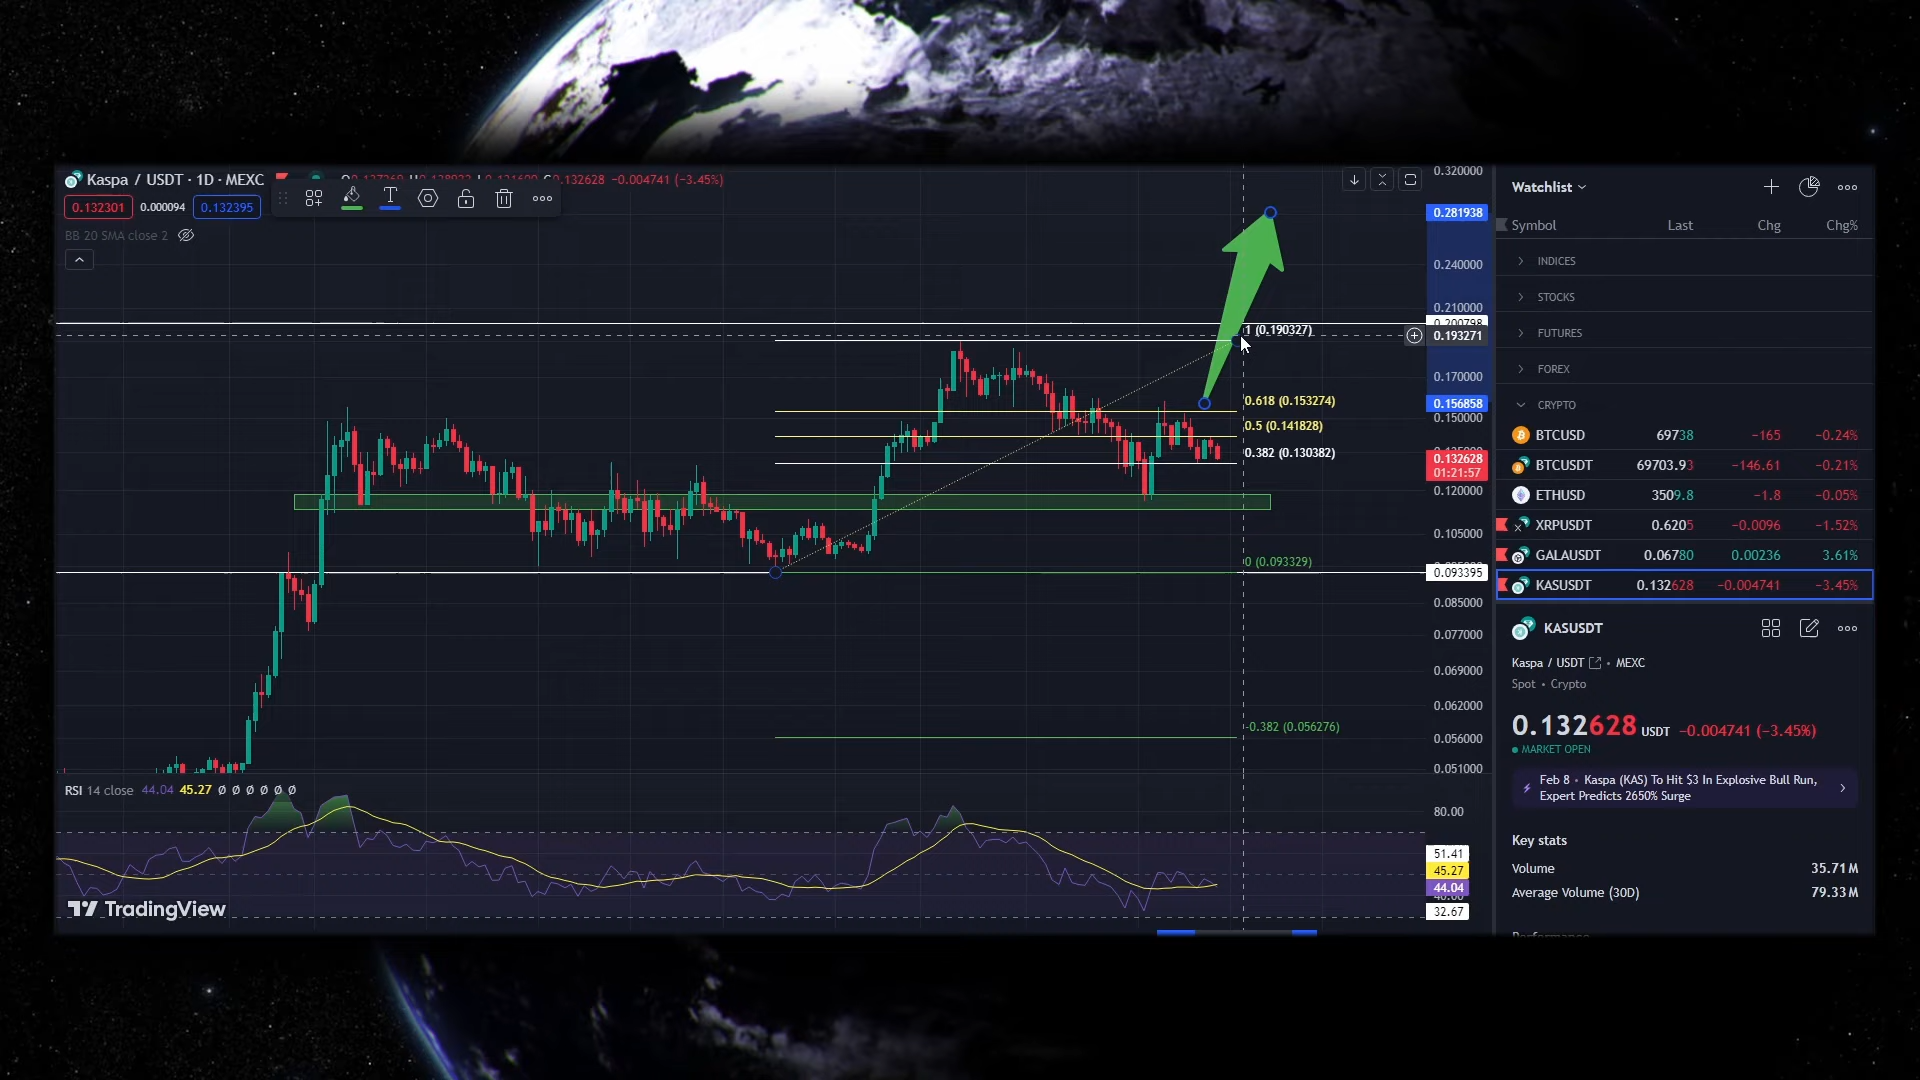 Kaspa / USDT · 1D · MEXC
0.132628 −0.004741 (−3.45%)
0.132301 0.000094 0.132395
BB 20 SMA close 2
0.320000
0.281938
0.240000
0.210000
0.200798
0.193271
0.170000
0.156858
0.150000
0.132628
01:21:57
0.120000
0.105000
0.093395
0.085000
0.077000
0.069000
0.062000
0.056000
0.051000
1 (0.190327)
0.618 (0.153274)
0.5 (0.141828)
0.382 (0.130382)
0 (0.093329)
-0.382 (0.056276)
RSI 14 close 44.04 45.27 Ø Ø Ø Ø Ø Ø
80.00
51.41
45.27
44.04
40.00
32.67
TradingView
Watchlist
Symbol Last Chg Chg%
INDICES
STOCKS
FUTURES
FOREX
CRYPTO
BTCUSD 69738 −165 −0.24%
BTCUSDT 69703.93 −146.61 −0.21%
ETHUSD 3509.8 −1.8 −0.05%
XRPUSDT 0.6205 −0.0096 −1.52%
GALAUSDT 0.06780 0.00236 3.61%
KASUSDT 0.132628 −0.004741 −3.45%
KASUSDT
Kaspa / USDT • MEXC
Spot • Crypto
0.132628 USDT −0.004741 (−3.45%)
MARKET OPEN
Feb 8 • Kaspa (KAS) To Hit $3 In Explosive Bull Run,
Expert Predicts 2650% Surge
Key stats
Volume 35.71M
Average Volume (30D) 79.33M